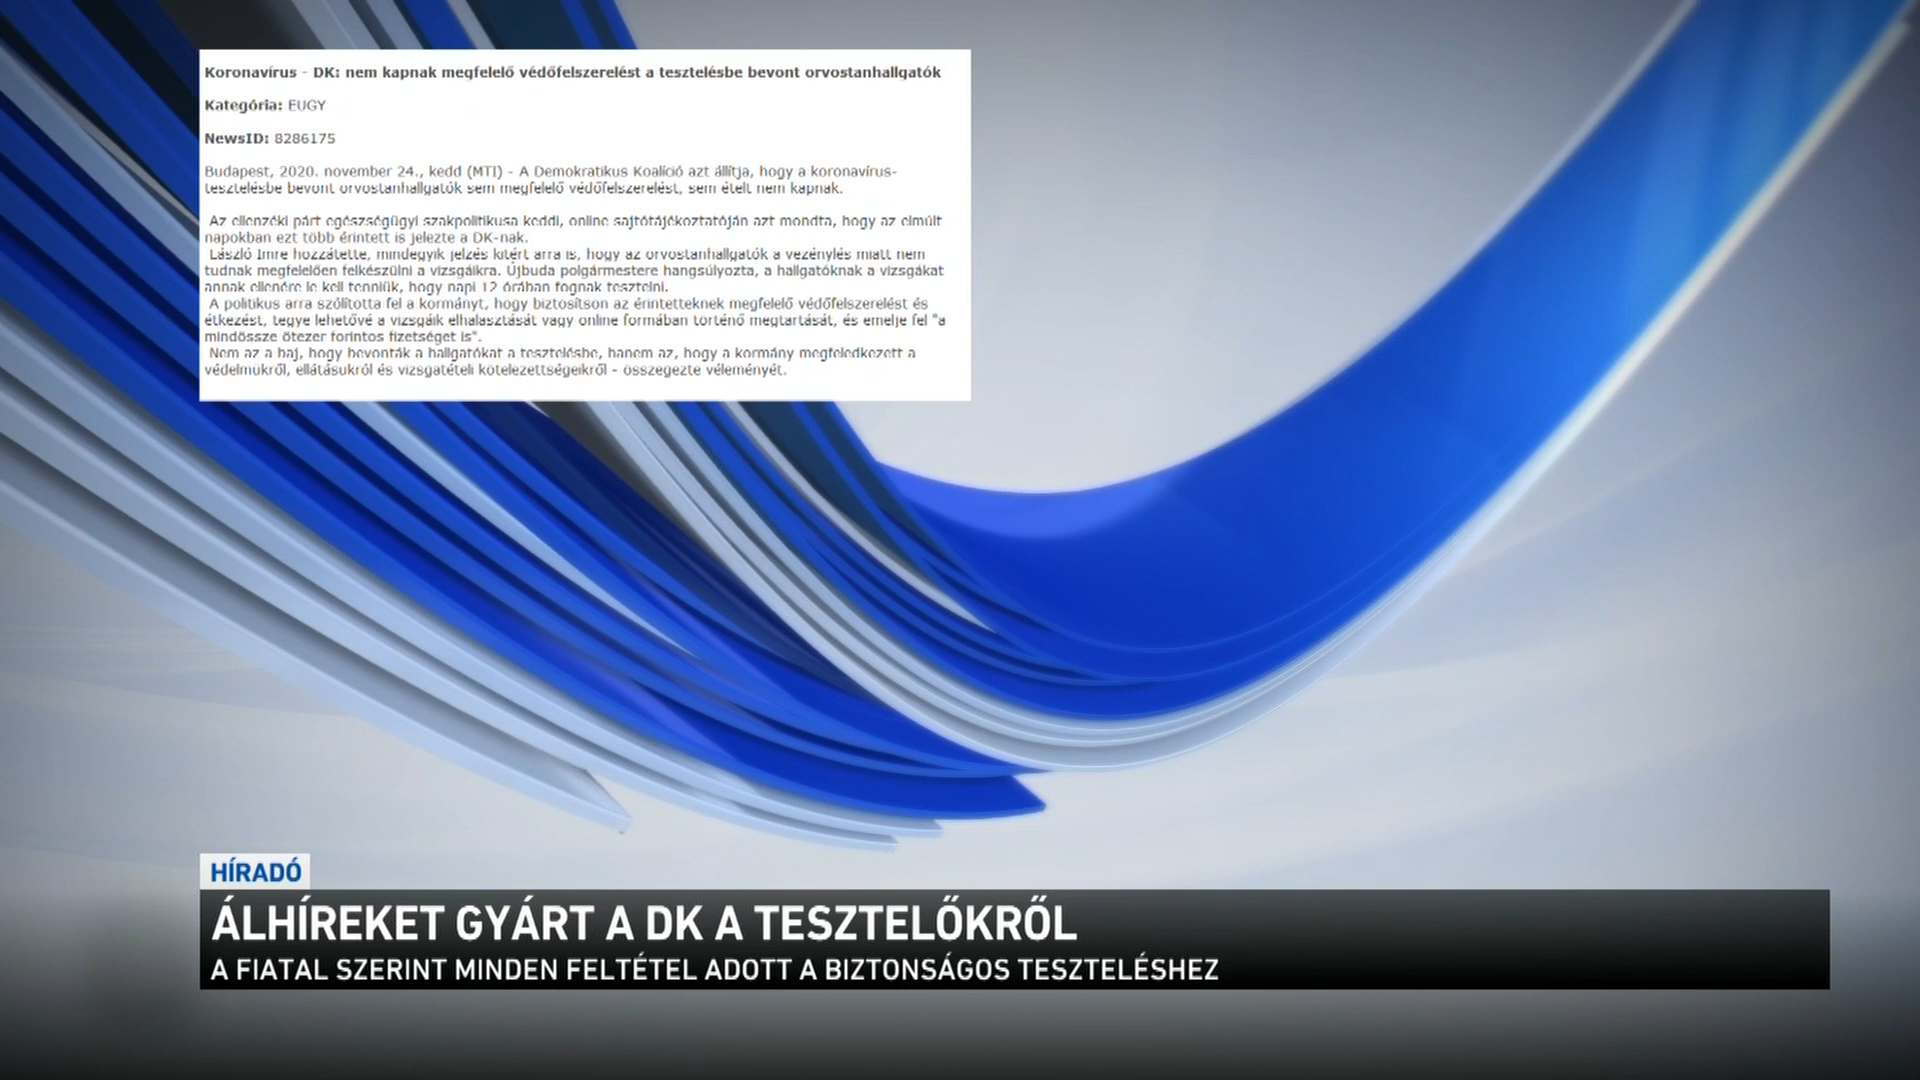 Koronavírus - DK: nem kapnak megfelelő védőfelszerelést a tesztelésbe bevont orvostanhallgatók
Kategória: EUGY
NewsID: 8286175
Budapest, 2020. november 24., kedd (MTI) - A Demokratikus Koalíció azt állítja, hogy a koronavírus-
tesztelésbe bevont orvostanhallgatók sem megfelelő védőfelszerelést, sem ételt nem kapnak.
Az ellenzéki párt egészségügyi szakpolitikusa keddi, online sajtótájékoztatóján azt mondta, hogy az elmúlt
napokban ezt több érintett is jelezte a DK-nak.
László Imre hozzátette, mindegyik jelzés kitért arra is, hogy az orvostanhallgatók a vezénylés miatt nem
tudnak megfelelően felkészülni a vizsgáikra. Újbuda polgármestere hangsúlyozta, a hallgatóknak a vizsgákat
annak ellenére le kell tenniük, hogy napi 12 órában fognak tesztelni.
A politikus arra szólította fel a kormányt, hogy biztosítson az érintetteknek megfelelő védőfelszerelést és
étkezést, tegye lehetővé a vizsgáik elhalasztását vagy online formában történő megtartását, és emelje fel "a
mindössze ötezer forintos fizetséget is".
Nem az a baj, hogy bevonták a hallgatókat a tesztelésbe, hanem az, hogy a kormány megfeledkezett a
védelmükről, ellátásukról és vizsgatételi kötelezettségeikről - összegezte véleményét.
HÍRADÓ
ÁLHÍREKET GYÁRT A DK A TESZTELŐKRŐL
A FIATAL SZERINT MINDEN FELTÉTEL ADOTT A BIZTONSÁGOS TESZTELÉSHEZ